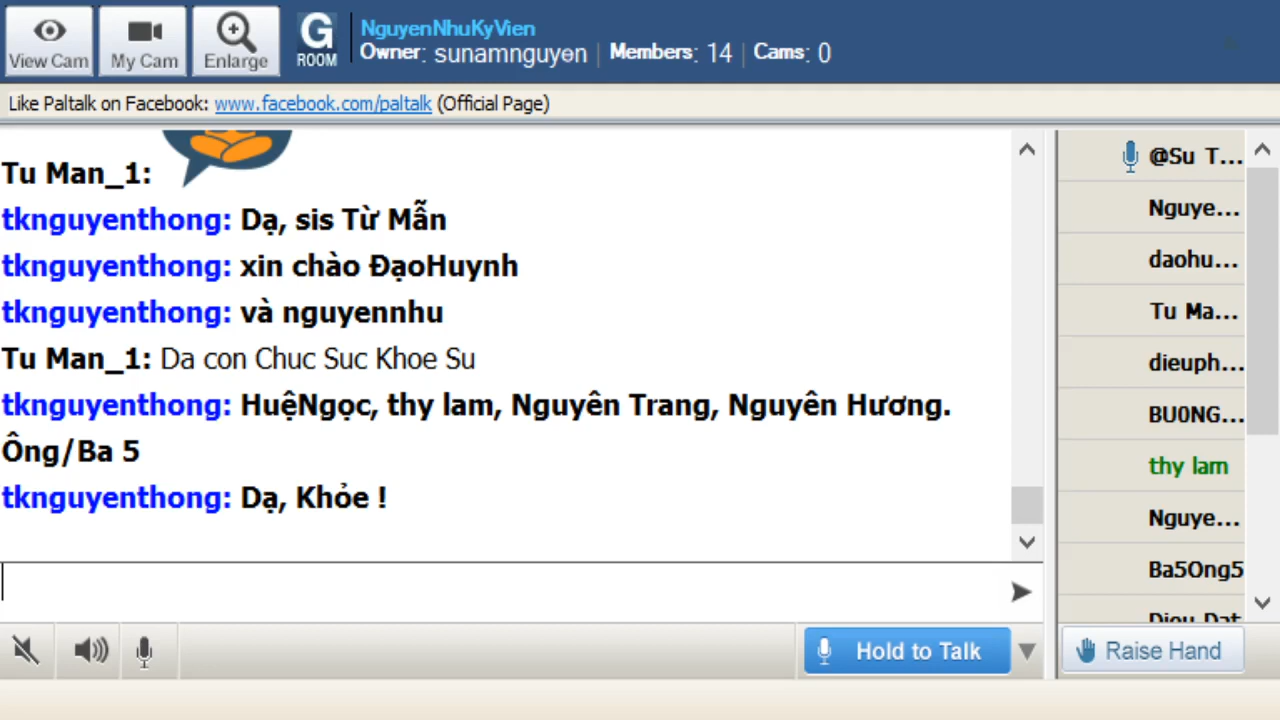 NguyenNhuKyVien
View Cam
My Cam
Enlarge
G
ROOM
Owner: sunamnguyen | Members: 14 | Cams: 0
Like Paltalk on Facebook: www.facebook.com/paltalk (Official Page)
Tu Man_1:
tknguyenthong: Dạ, sis Từ Mẫn
tknguyenthong: xin chào ĐạoHuynh
tknguyenthong: và nguyennhu
Tu Man_1: Da con Chuc Suc Khoe Su
tknguyenthong: HuệNgọc, thy lam, Nguyên Trang, Nguyên Hương.
Ông/Ba 5
tknguyenthong: Dạ, Khỏe !
@Su T...
Nguye...
daohu...
Tu Ma...
dieuph...
BU0NG...
thy lam
Nguye...
Ba5Ong5
Dieu Dat
Hold to Talk
Raise Hand